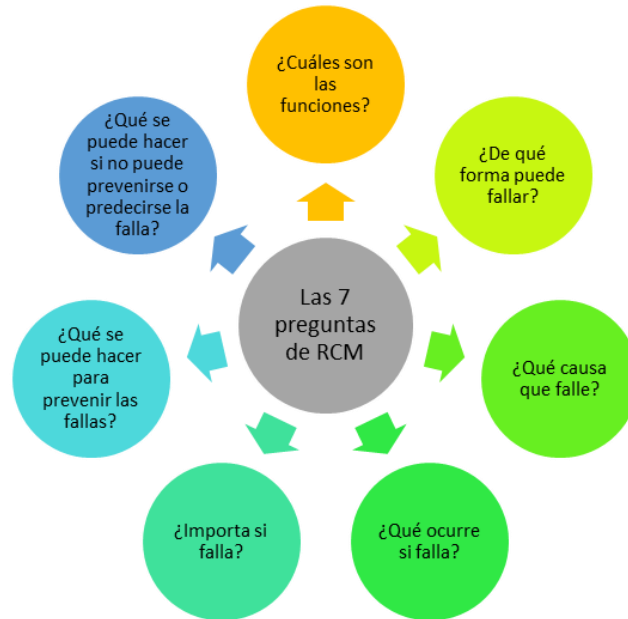 ¿Cuáles son
las
funciones?
¿De qué
forma puede
fallar?
¿Qué causa
que falle?
¿Qué ocurre
si falla?
¿Importa si
falla?
¿Qué se
puede hacer
para
prevenir las
fallas?
¿Qué se
puede hacer
si no puede
prevenirse o
predecirse la
falla?
Las 7
preguntas
de RCM